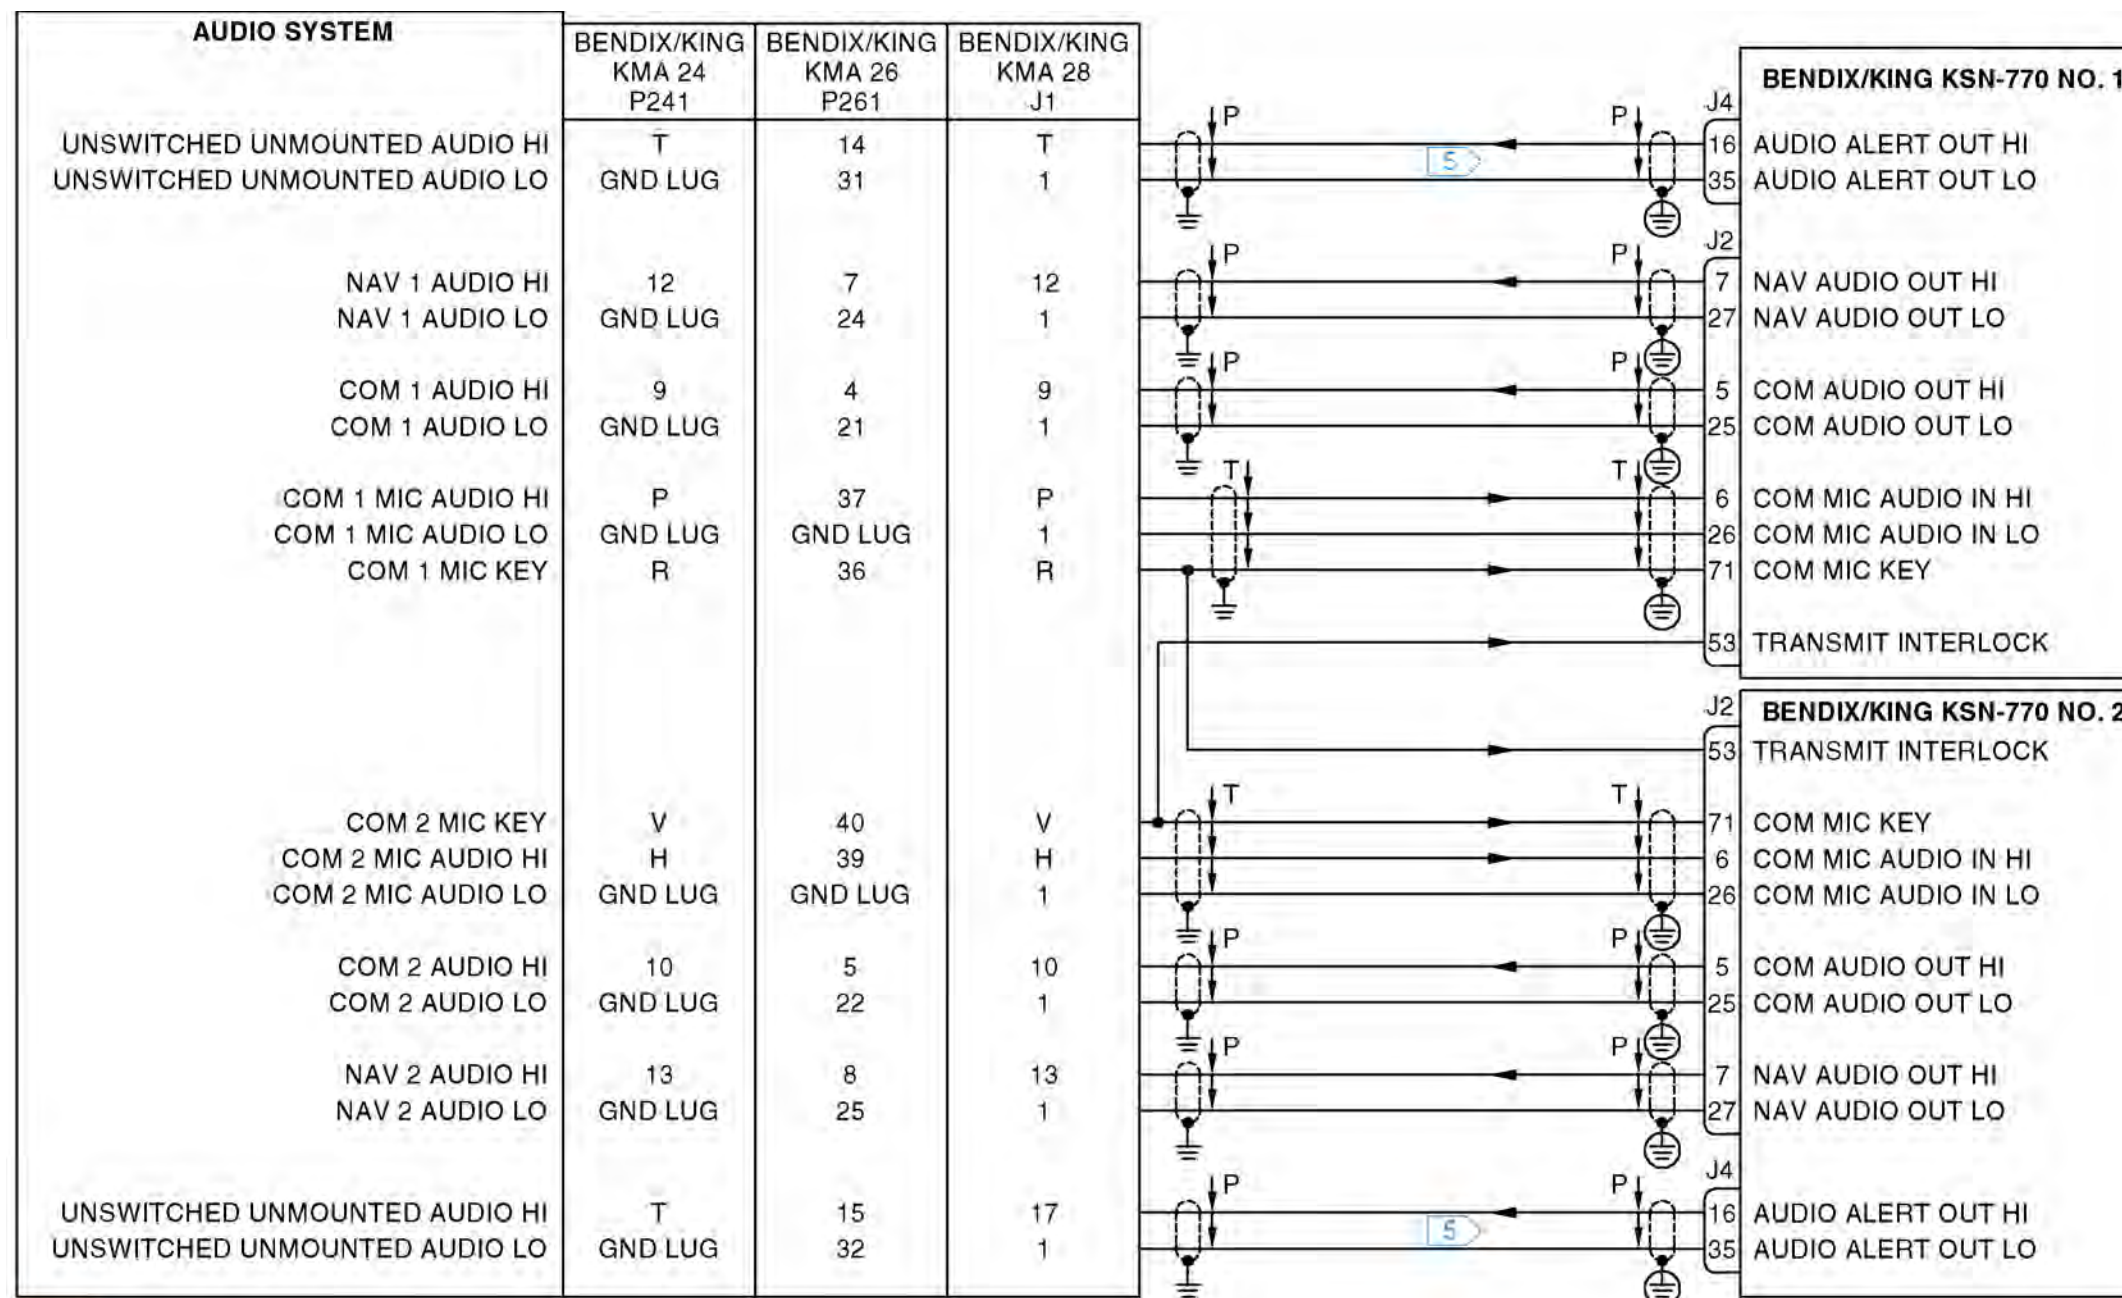 AUDIO SYSTEM
BENDIX/KING KMA 24 P241
BENDIX/KING KMA 26 P261
BENDIX/KING KMA 28 J1
BENDIX/KING KSN-770 NO. 1
P P J4
UNSWITCHED UNMOUNTED AUDIO HI T 14 T 16 AUDIO ALERT OUT HI
5
UNSWITCHED UNMOUNTED AUDIO LO GND LUG 31 1 35 AUDIO ALERT OUT LO
P P J2
NAV 1 AUDIO HI 12 7 12 7 NAV AUDIO OUT HI
NAV 1 AUDIO LO GND LUG 24 1 27 NAV AUDIO OUT LO
P P
COM 1 AUDIO HI 9 4 9 5 COM AUDIO OUT HI
COM 1 AUDIO LO GND LUG 21 1 25 COM AUDIO OUT LO
T T
COM 1 MIC AUDIO HI P 37 P 6 COM MIC AUDIO IN HI
COM 1 MIC AUDIO LO GND LUG GND LUG 1 26 COM MIC AUDIO IN LO
COM 1 MIC KEY R 36 R 71 COM MIC KEY
53 TRANSMIT INTERLOCK
J2 BENDIX/KING KSN-770 NO. 2
53 TRANSMIT INTERLOCK
T T
COM 2 MIC KEY V 40 V 71 COM MIC KEY
COM 2 MIC AUDIO HI H 39 H 6 COM MIC AUDIO IN HI
COM 2 MIC AUDIO LO GND LUG GND LUG 1 26 COM MIC AUDIO IN LO
P P
COM 2 AUDIO HI 10 5 10 5 COM AUDIO OUT HI
COM 2 AUDIO LO GND LUG 22 1 25 COM AUDIO OUT LO
P P
NAV 2 AUDIO HI 13 8 13 7 NAV AUDIO OUT HI
NAV 2 AUDIO LO GND LUG 25 1 27 NAV AUDIO OUT LO
P P J4
UNSWITCHED UNMOUNTED AUDIO HI T 15 17 16 AUDIO ALERT OUT HI
5
UNSWITCHED UNMOUNTED AUDIO LO GND LUG 32 1 35 AUDIO ALERT OUT LO